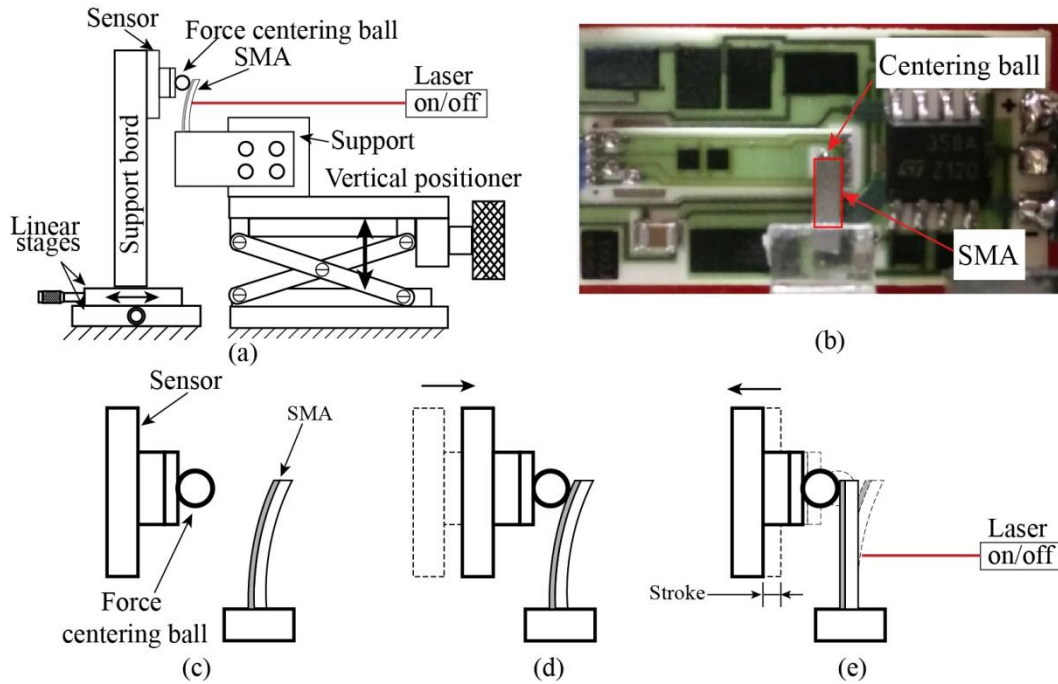 Sensor
Force centering ball
SMA
Laser
on/off
Support
Support bord
Vertical positioner
Linear
stages
(a)
Centering ball
358A
Z120
SMA
(b)
Sensor
SMA
Force
centering ball
(c)
(d)
Laser
on/off
Stroke
(e)